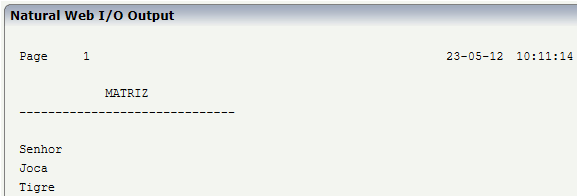 Natural Web I/O Output
Page 1 23-05-12 10:11:14
MATRIZ
------------------------------
Senhor
Joca
Tigre